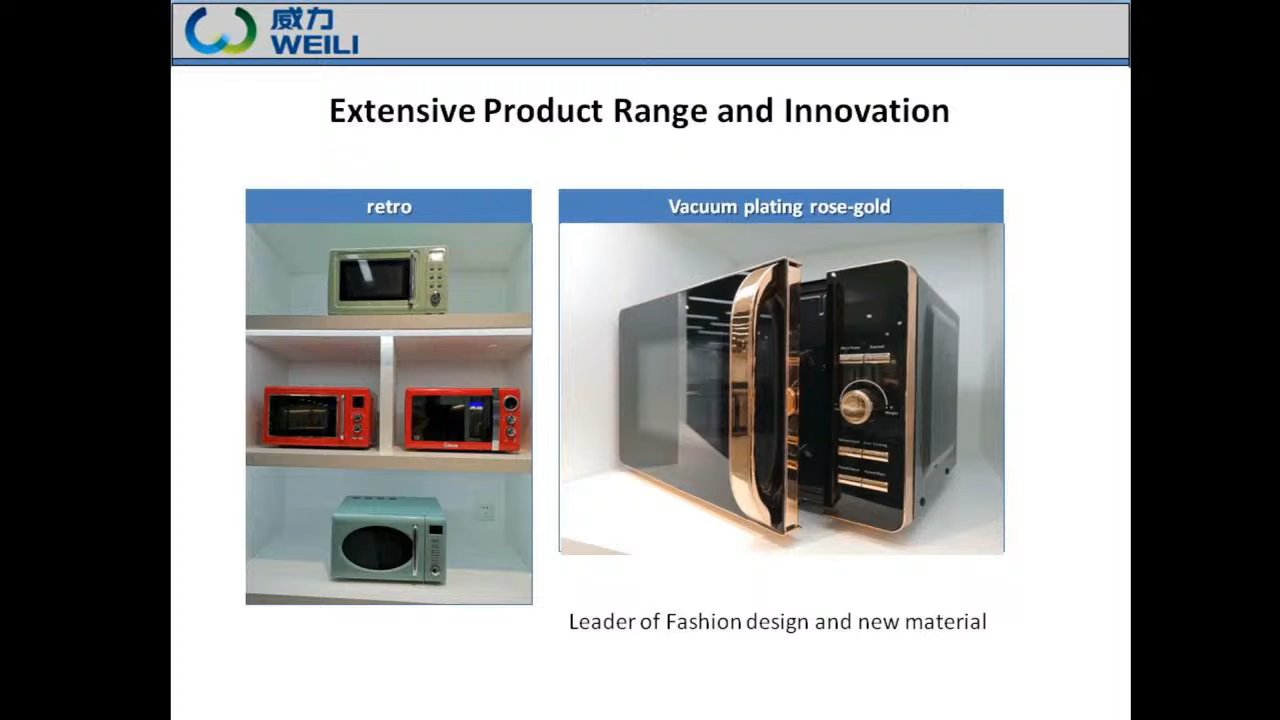 威力
WEILI
Extensive Product Range and Innovation
retro
Vacuum plating rose-gold
Leader of Fashion design and new material